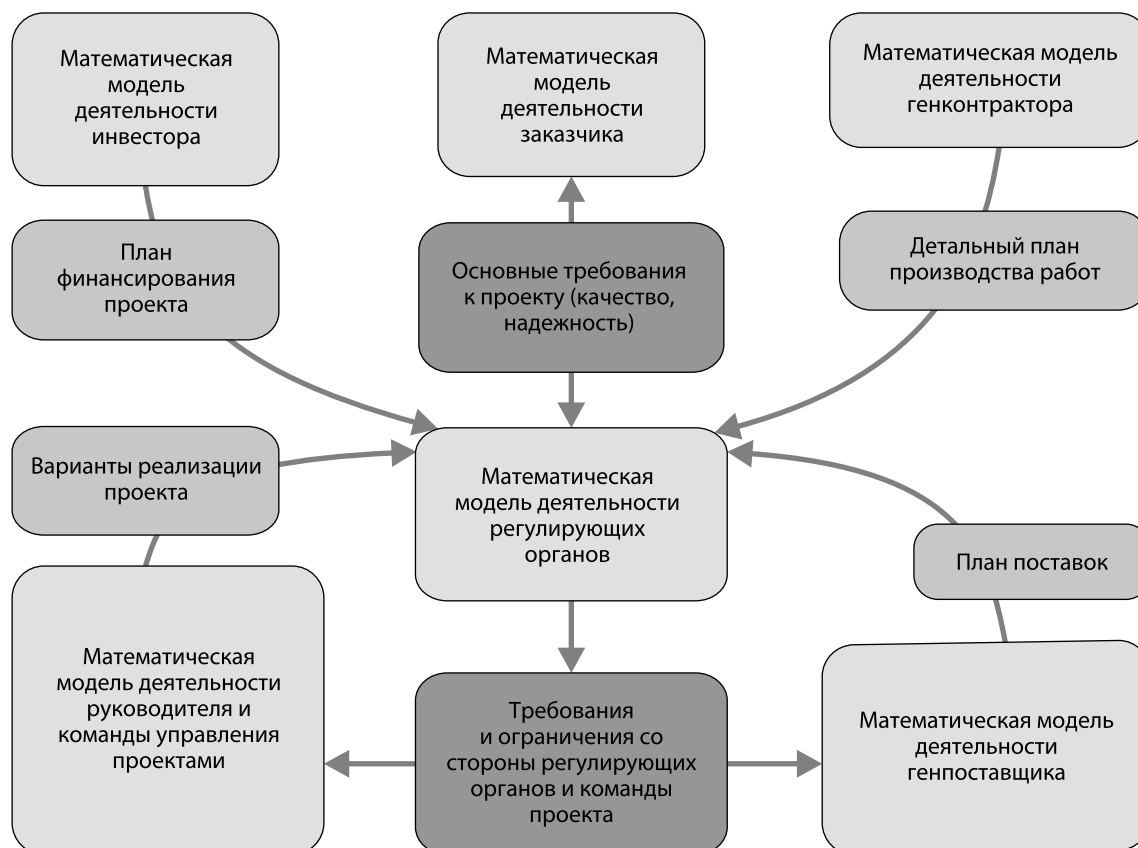 Математическая
модель
деятельности
инвестора
Математическая
модель
деятельности
заказчика
Математическая модель
деятельности
генконтрактора
План
финансирования
проекта
Основные требования
к проекту (качество,
надежность)
Детальный план
производства работ
Варианты реализации
проекта
Математическая
модель деятельности
регулирующих
органов
План поставок
Математическая
модель деятельности
руководителя и
команды управления
проектами
Требования
и ограничения со
стороны регулирующих
органов и команды
проекта
Математическая модель
деятельности
генпоставщика